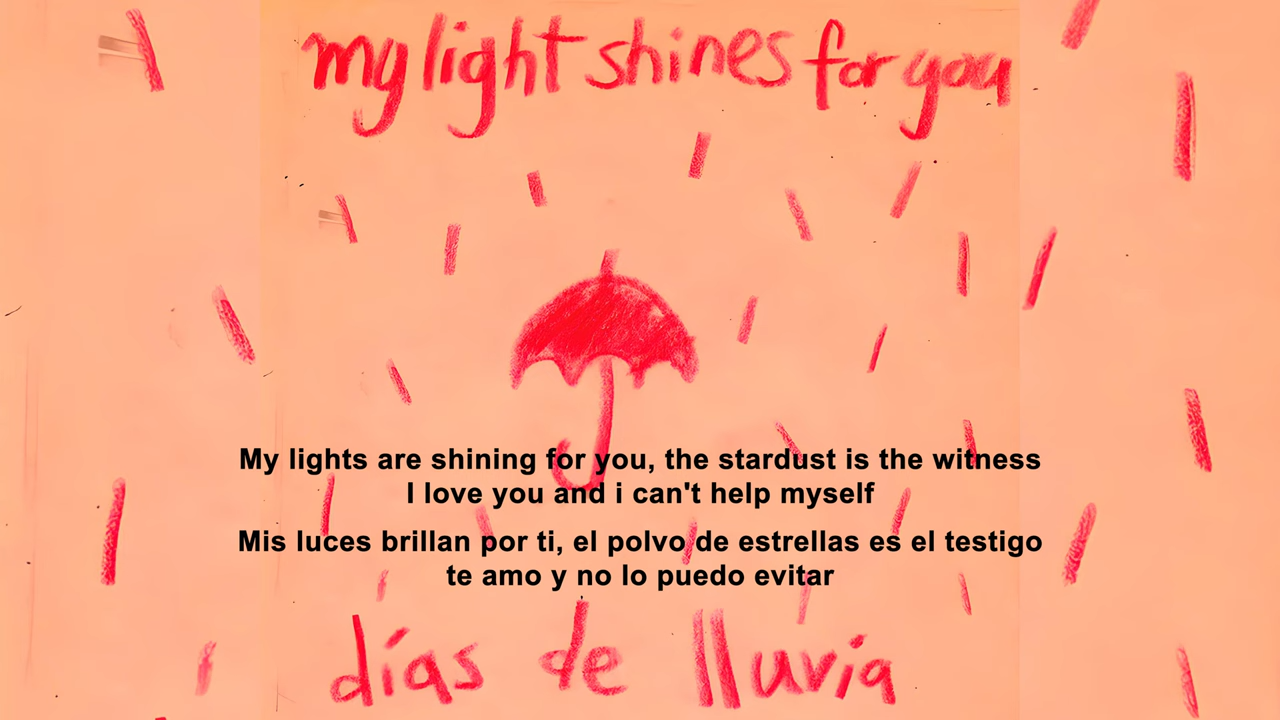 my light shines for you
My lights are shining for you, the stardust is the witness
I love you and i can't help myself
Mis luces brillan por ti, el polvo de estrellas es el testigo
te amo y no lo puedo evitar
días de lluvia